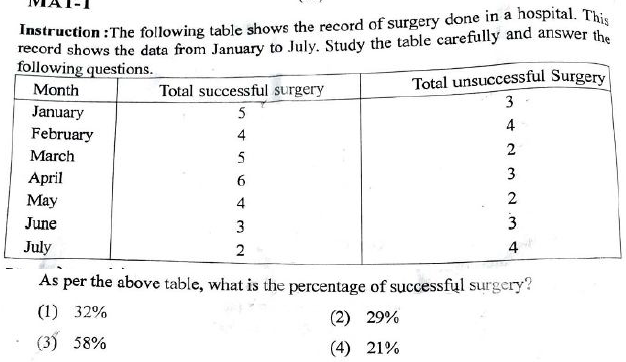 MAT-I
Instruction :The following table shows the record of surgery done in a hospital. This
record shows the data from January to July. Study the table carefully and answer the
following questions.
Month Total successful surgery Total unsuccessful Surgery
January 5 3
February 4 4
March 5 2
April 6 3
May 4 2
June 3 3
July 2 4
As per the above table, what is the percentage of successful surgery?
(1) 32% (2) 29%
(3) 58% (4) 21%